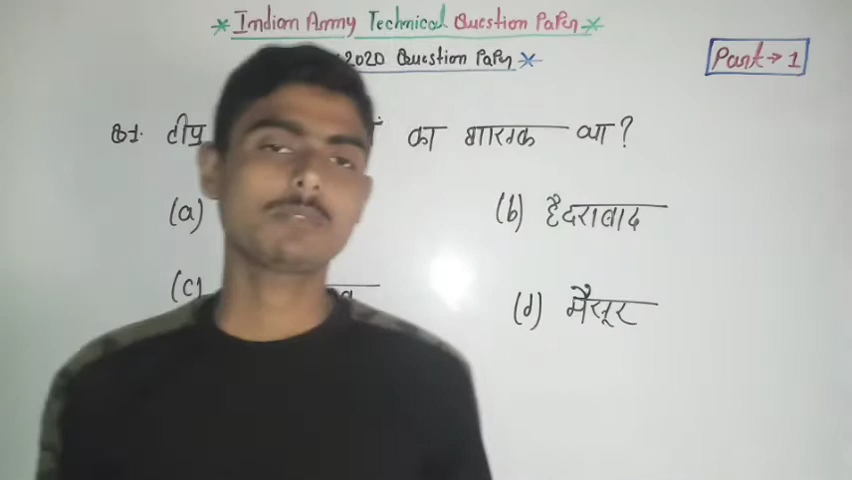 Indian Army Technical Question Paper
2020 Question Paper
Part → 1
Q1. टीपु का शासक था?
(a) (b) हैदराबाद
(c) (d) मैसूर